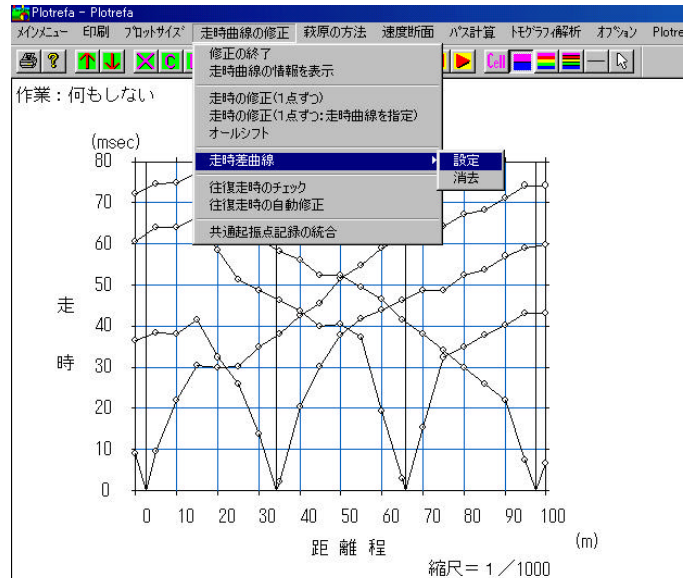 Plotrefa - Plotrefa
メインメニュー E印刷 プロットサイズ 走時曲線の修正 萩原の方法 速度断面 パス計算 トモグラフィ解析 オプション Plotre
修正の終了
走時曲線の情報を表示
走時の修正(1点ずつ)
走時の修正(1点ずつ:走時曲線を指定)
オールシフト
走時差曲線
設定
消去
往復走時のチェック
往復走時の自動修正
共通起振点記録の統合
X C L
Cell
作業：何もしない
(msec)
80
70
60
50
40
30
20
10
0
走時
0 10 20 30 40 50 60 70 80 90 100
(m)
距離程
縮尺＝１／1000